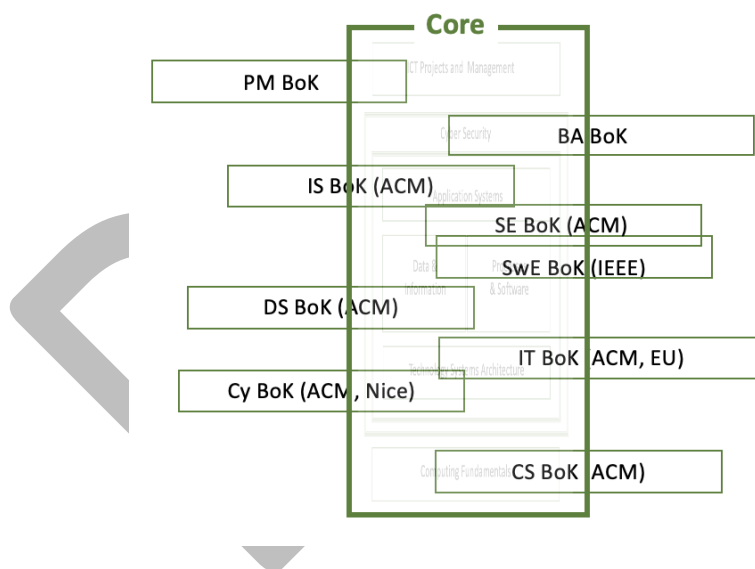 Core
ICT Projects and Management
PM BoK
Cyber Security
BA BoK
IS BoK (ACM)
Application Systems
SE BoK (ACM)
SwE BoK (IEEE)
Data &
Information
& Software
DS BoK (ACM)
IT BoK (ACM, EU)
Technology Systems Architecture
Cy BoK (ACM, Nice)
Computing Fundamentals
CS BoK (ACM)